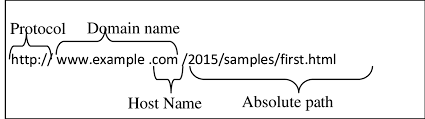 Protocol Domain name
http:// www.example .com /2015/samples/first.html
Host Name Absolute path